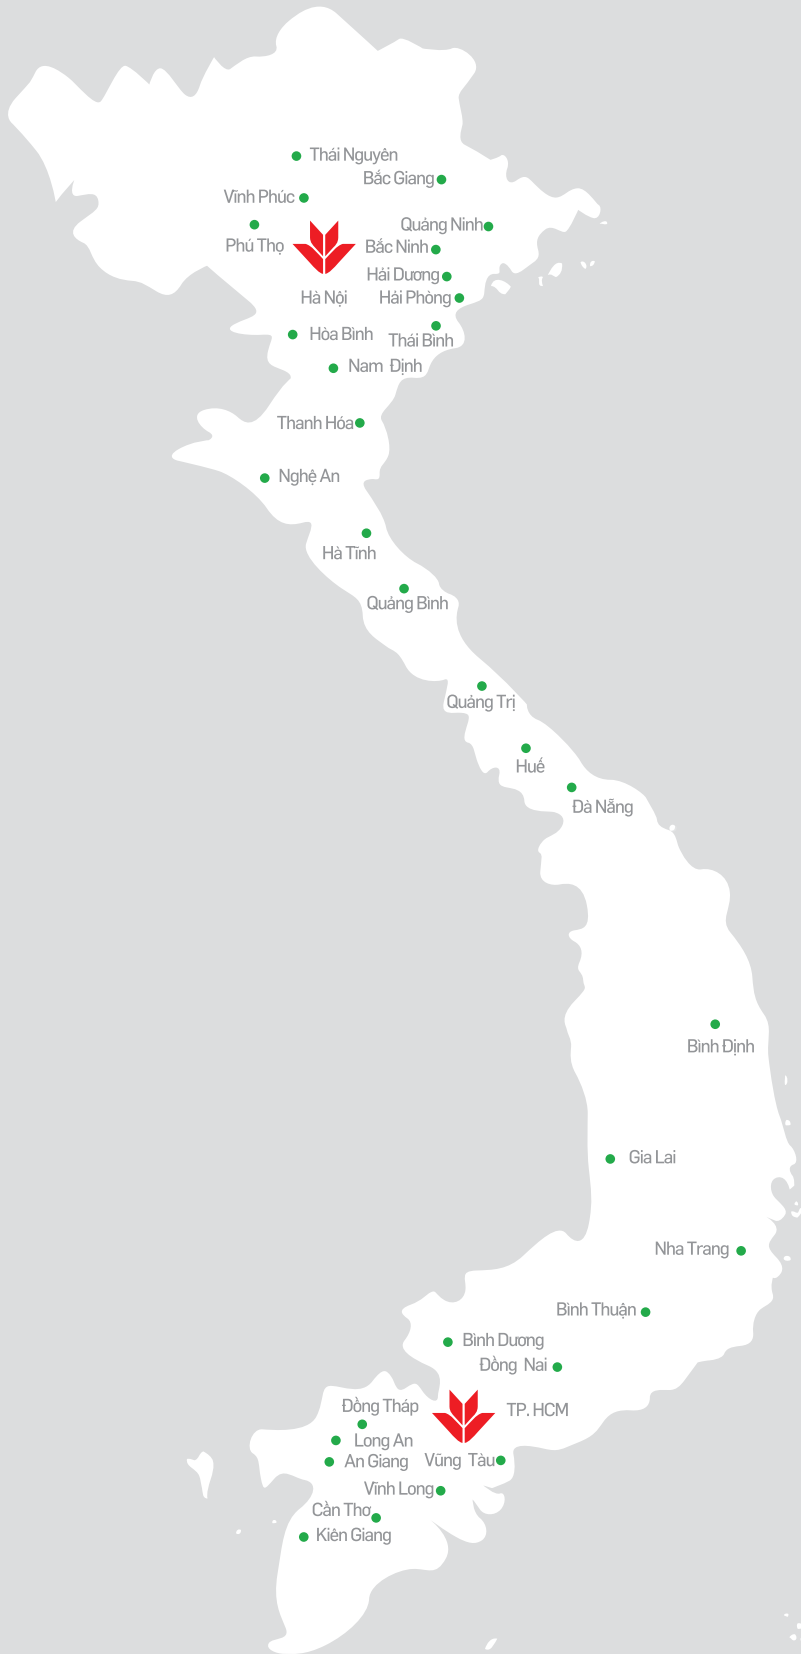 Thái Nguyên
Bắc Giang
Vĩnh Phúc
Quảng Ninh
Phú Thọ
Bắc Ninh
Hải Dương
Hà Nội
Hải Phòng
Hòa Bình
Thái Bình
Nam Định
Thanh Hóa
Nghệ An
Hà Tĩnh
Quảng Bình
Quảng Trị
Huế
Đà Nẵng
Bình Định
Gia Lai
Nha Trang
Bình Thuận
Bình Dương
Đồng Nai
Đồng Tháp
TP. HCM
Long An
An Giang
Vũng Tàu
Vĩnh Long
Cần Thơ
Kiên Giang